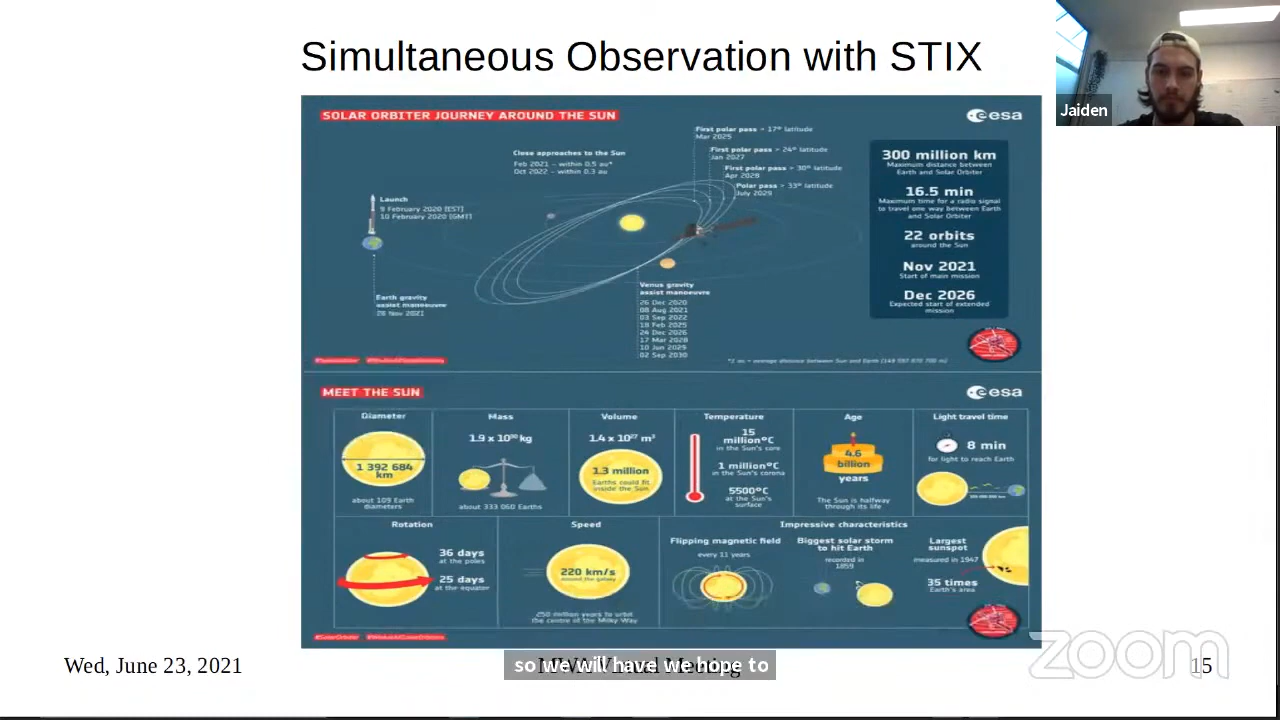 Simultaneous Observation with STIX
Jaiden
SOLAR ORBITER JOURNEY AROUND THE SUN
esa
First polar pass > 17° latitude
Mar 2025
First polar pass > 24° latitude
Jan 2027
First polar pass > 30° latitude
Apr 2028
Polar pass > 33° latitude
July 2029
Close approaches to the Sun
Feb 2021 – within 0.5 au*
Oct 2022 – within 0.3 au
Launch
9 February 2020 [EST]
10 February 2020 [GMT]
Earth gravity
assist manoeuvre
26 Nov 2021
Venus gravity
assist manoeuvre
26 Dec 2020
08 Aug 2021
03 Sep 2022
18 Feb 2025
24 Dec 2026
17 Mar 2028
10 Jun 2029
02 Sep 2030
300 million km
Maximum distance between
Earth and Solar Orbiter
16.5 min
Maximum time for a radio signal
to travel one way between Earth
and Solar Orbiter
22 orbits
around the Sun
Nov 2021
Start of main mission
Dec 2026
Expected start of extended
mission
*1 au = average distance between Sun and Earth (149 597 870 700 m)
MEET THE SUN
esa
Diameter
1 392 684
km
about 109 Earth
diameters
Mass
1.9 x 10³⁰ kg
about 333 060 Earths
Volume
1.4 x 10²⁷ m³
1.3 million
Earths could fit
inside the Sun
Temperature
15
million°C
in the Sun's core
1 million°C
in the Sun's corona
5500°C
at the Sun's
surface
Age
4.6
billion
years
The Sun is halfway
through its life
Light travel time
8 min
for light to reach Earth
Rotation
36 days
at the poles
25 days
at the equator
Speed
220 km/s
around the galaxy
250 million years to orbit
the centre of the Milky Way
Impressive characteristics
Flipping magnetic field
every 11 years
Biggest solar storm
to hit Earth
recorded in
1859
Largest
sunspot
measured in 1947
35 times
Earth's area
#SolarOrbiter #WeAreAllSolarOrbiters
Wed, June 23, 2021
so we will have we hope to
zoom
15